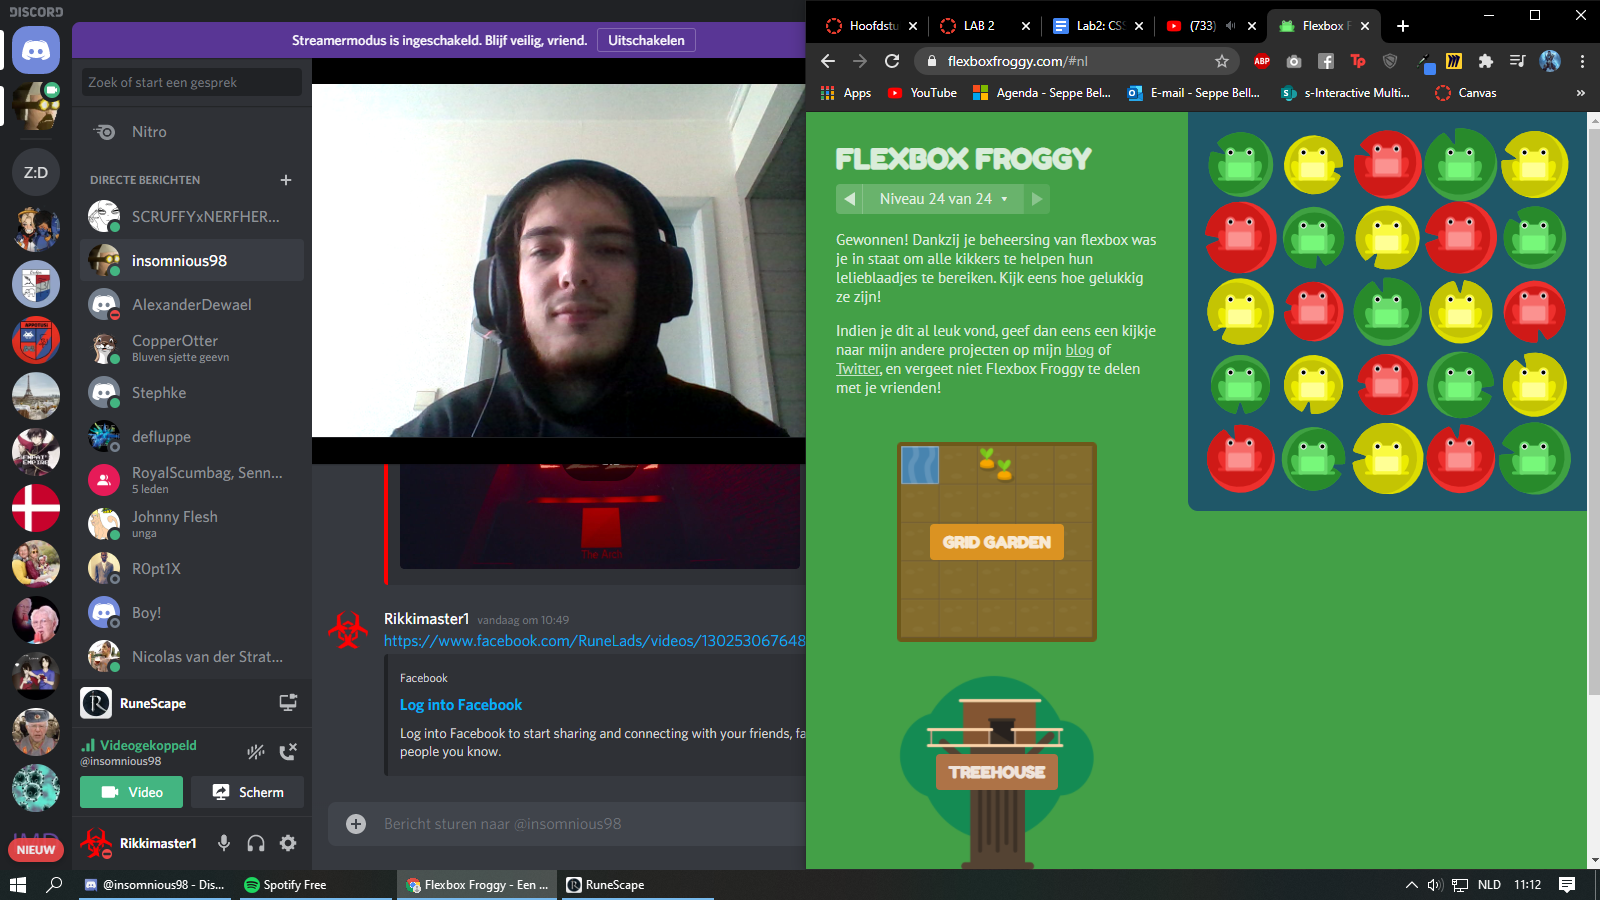 DISCORD
Streamermodus is ingeschakeld. Blijf veilig, vriend.
Uitschakelen
Zoek of start een gesprek
Nitro
Z:D
DIRECTE BERICHTEN
SCRUFFYxNERFHER...
insomnious98
AlexanderDewael
CopperOtter
Bluven sjette geevn
Stephke
defluppe
RoyalScumbag, Senn...
5 leden
Johnny Flesh
unga
R0pt1X
Boy!
Nicolas van der Strat...
RuneScape
Videogekoppeld
@insomnious98
Video
Scherm
NIEUW
Rikkimaster1
The Arch
Rikkimaster1 vandaag om 10:49
https://www.facebook.com/RuneLads/videos/130253067648
Facebook
Log into Facebook
Log into Facebook to start sharing and connecting with your friends, fa
people you know.
Bericht sturen naar @insomnious98
Hoofdstu
LAB 2
Lab2: CSS
(733)
Flexbox F
flexboxfroggy.com/#nl
ABP
Tp
Apps
YouTube
Agenda - Seppe Bel...
E-mail - Seppe Bell...
s-Interactive Multi...
Canvas
»
FLEXBOX FROGGY
Niveau 24 van 24
Gewonnen! Dankzij je beheersing van flexbox was
je in staat om alle kikkers te helpen hun
lelieblaadjes te bereiken. Kijk eens hoe gelukkig
ze zijn!
Indien je dit al leuk vond, geef dan eens een kijkje
naar mijn andere projecten op mijn blog of
Twitter, en vergeet niet Flexbox Froggy te delen
met je vrienden!
GRID GARDEN
TREEHOUSE
@insomnious98 - Dis...
Spotify Free
Flexbox Froggy - Een ...
RuneScape
NLD
11:12